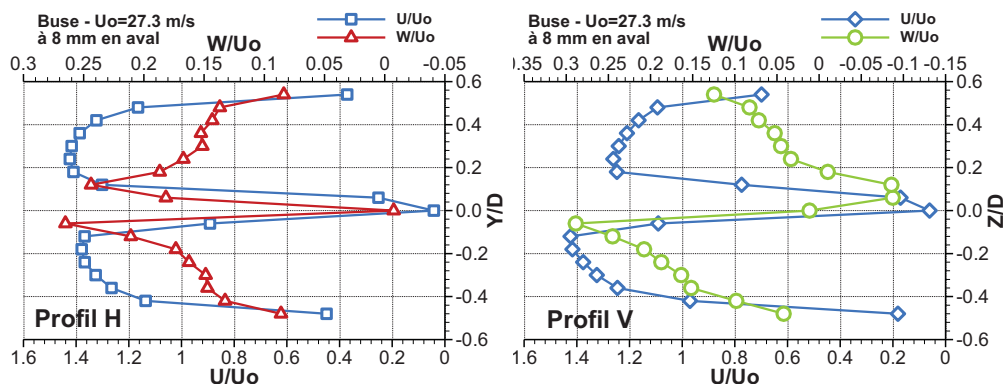 Buse - Uo=27.3 m/s
à 8 mm en aval
U/Uo
W/Uo
W/Uo
0.3 0.25 0.2 0.15 0.1 0.05 0 -0.05
0.6
0.4
0.2
0.0
-0.2
-0.4
-0.6
Y/D
Profil H
1.6 1.4 1.2 1 0.8 0.6 0.4 0.2 0
U/Uo
Buse - Uo=27.3 m/s
à 8 mm en aval
U/Uo
W/Uo
W/Uo
0.35 0.3 0.25 0.2 0.15 0.1 0.05 0 -0.05 -0.1 -0.15
0.6
0.4
0.2
0.0
-0.2
-0.4
-0.6
Z/D
Profil V
1.6 1.4 1.2 1 0.8 0.6 0.4 0.2 0
U/Uo